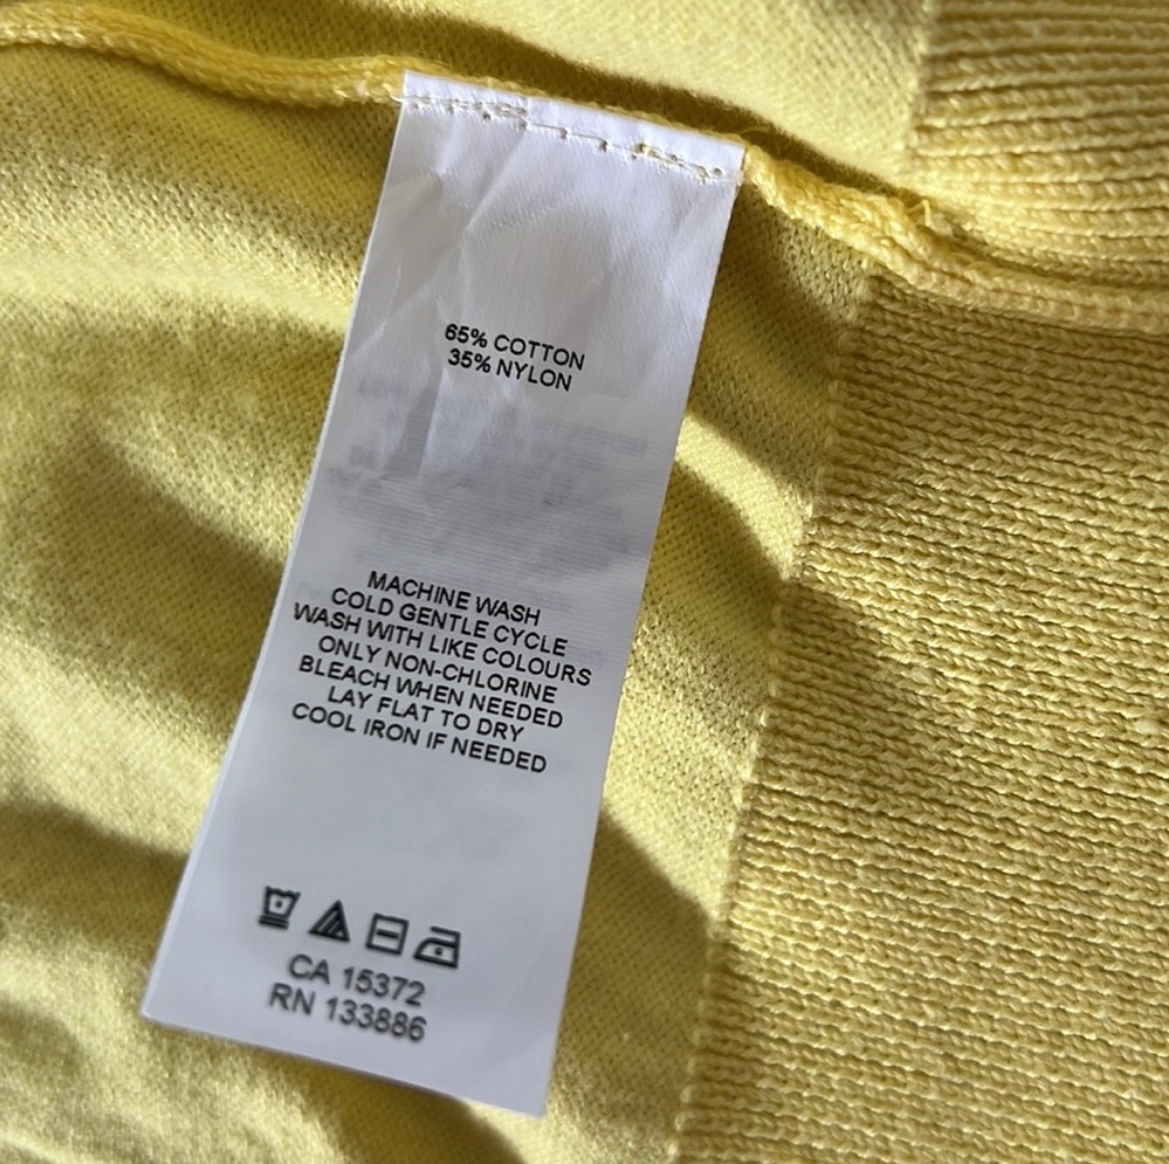 65% COTTON
35% NYLON
MACHINE WASH
COLD GENTLE CYCLE
WASH WITH LIKE COLOURS
ONLY NON-CHLORINE
BLEACH WHEN NEEDED
LAY FLAT TO DRY
COOL IRON IF NEEDED
CA 15372
RN 133886